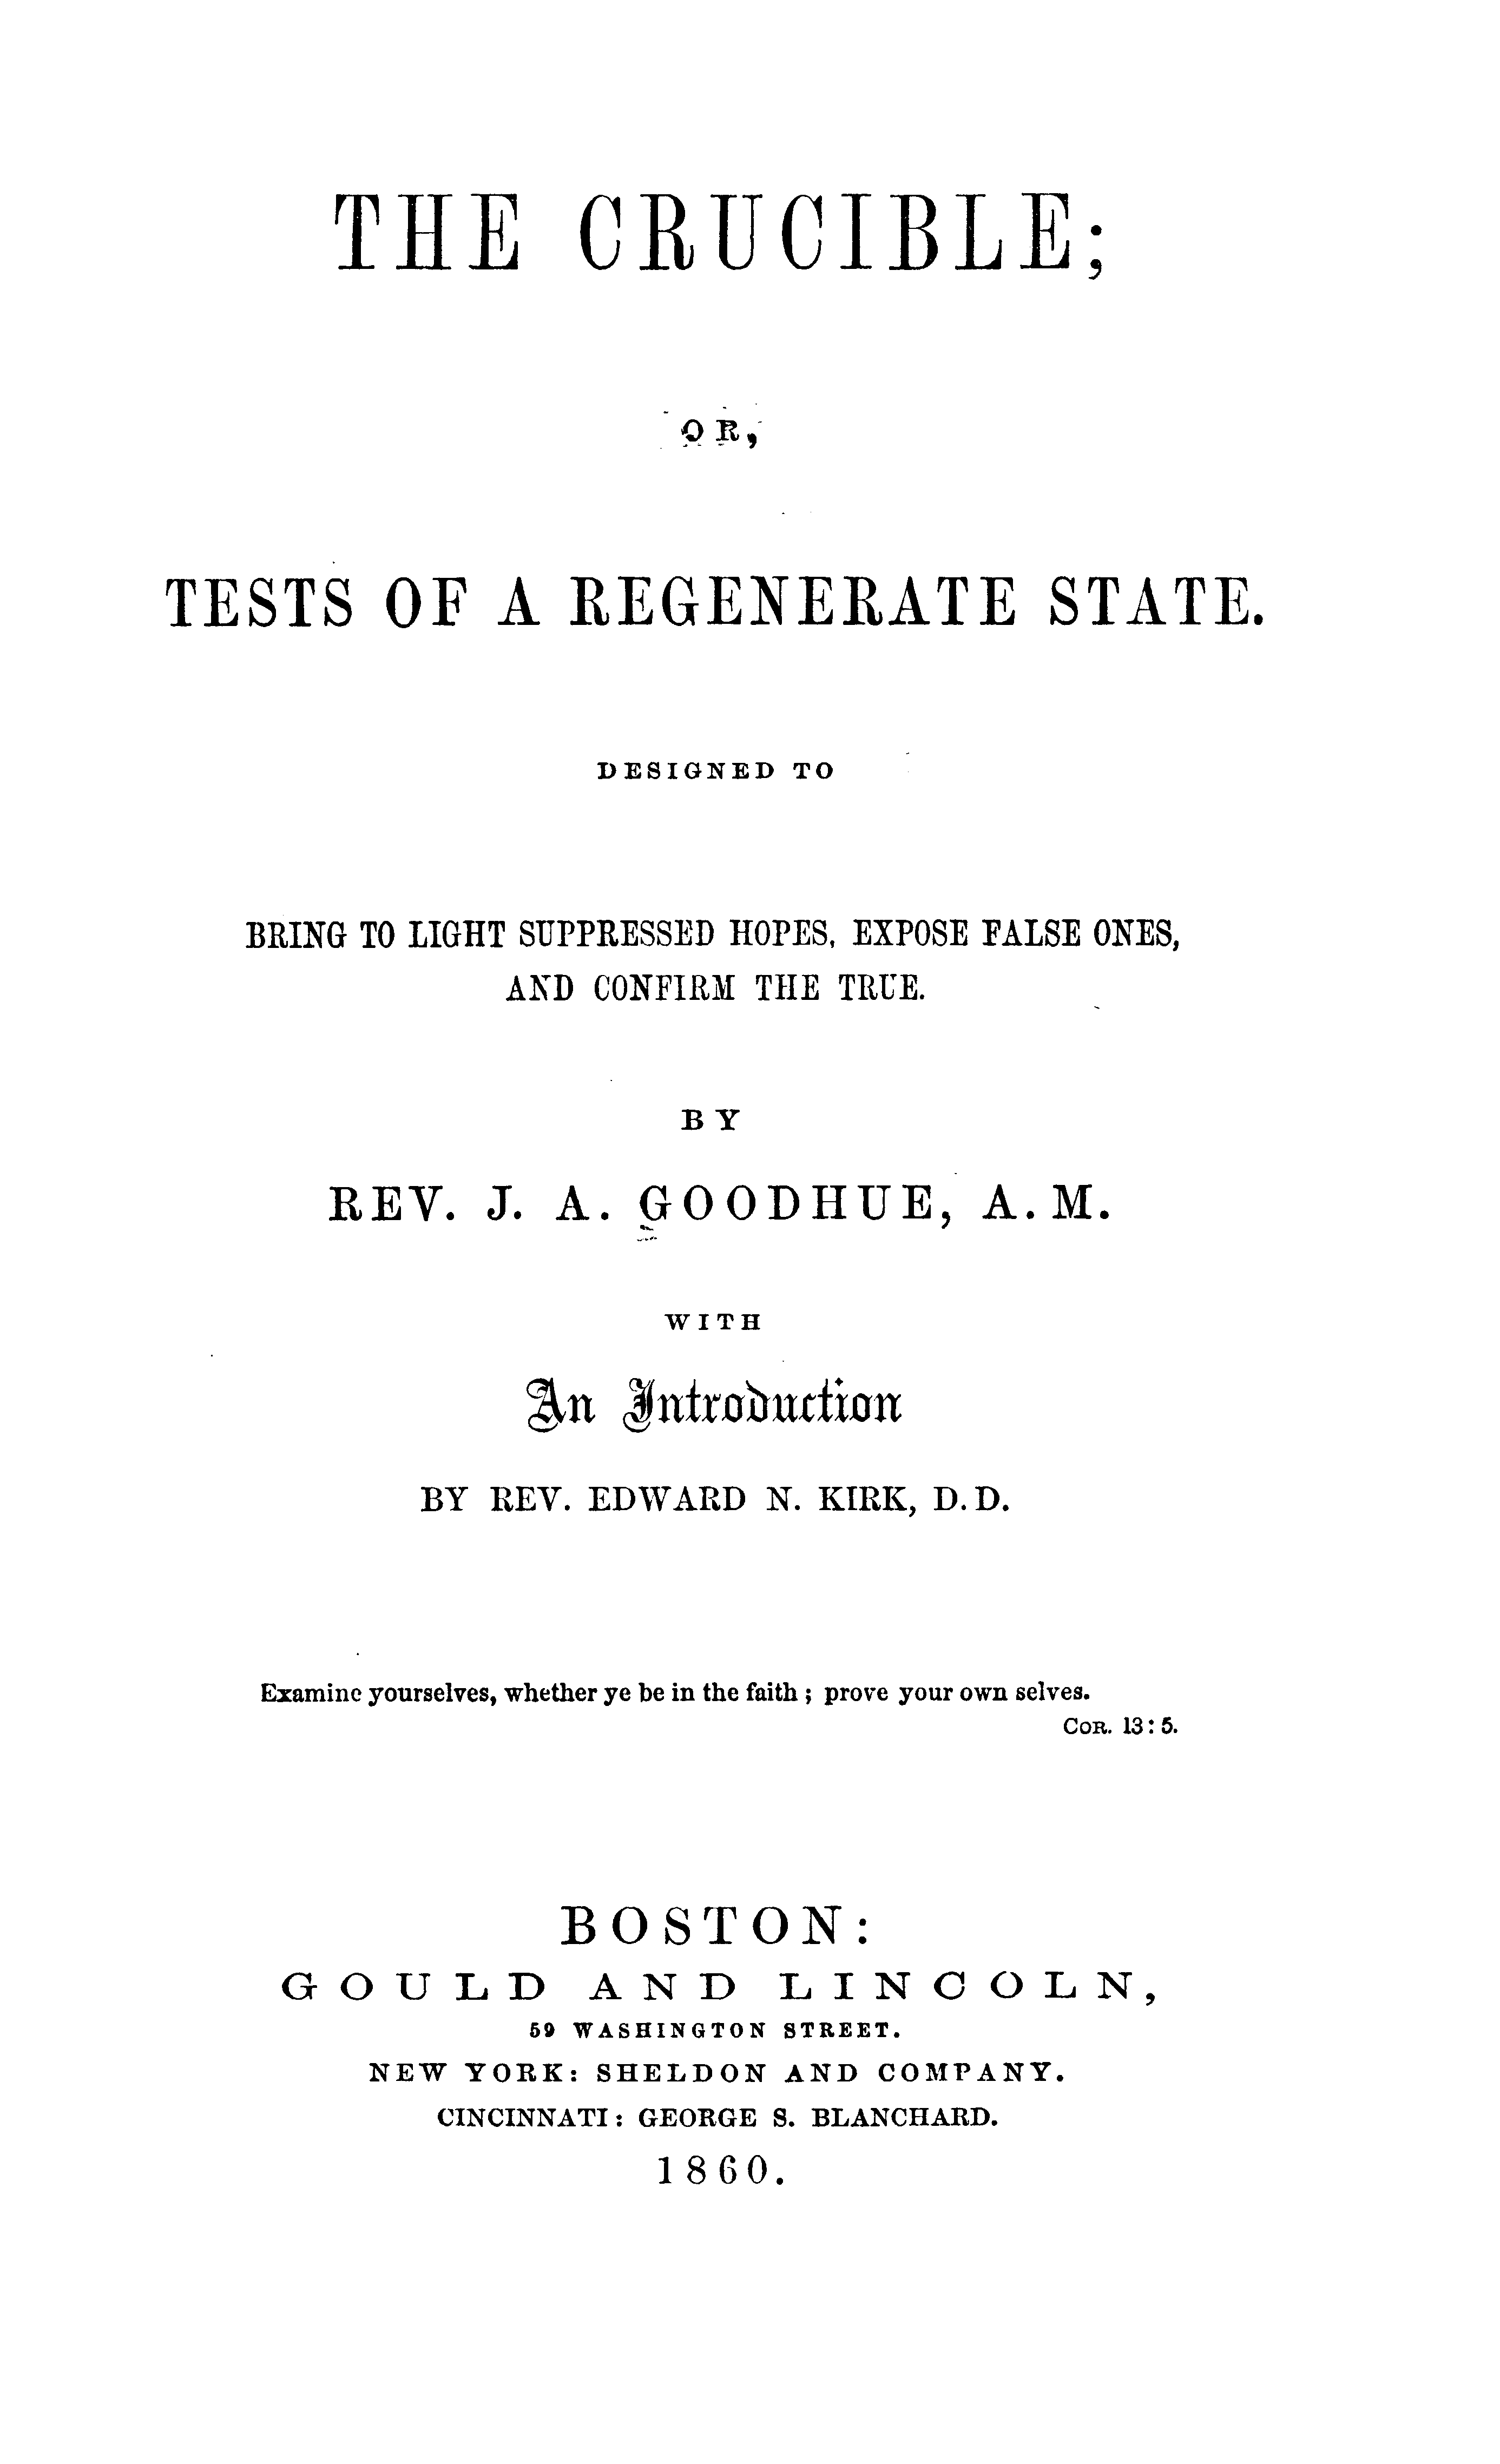 THE CRUCIBLE;
OR,
TESTS OF A REGENERATE STATE.
DESIGNED TO
BRING TO LIGHT SUPPRESSED HOPES, EXPOSE FALSE ONES,
AND CONFIRM THE TRUE.
BY
REV. J. A. GOODHUE, A. M.
WITH
An Introduction
BY REV. EDWARD N. KIRK, D. D.
Examine yourselves, whether ye be in the faith ; prove your own selves.
COR. 13 : 5.
BOSTON:
GOULD AND LINCOLN,
59 WASHINGTON STREET.
NEW YORK: SHELDON AND COMPANY.
CINCINNATI: GEORGE S. BLANCHARD.
1860.